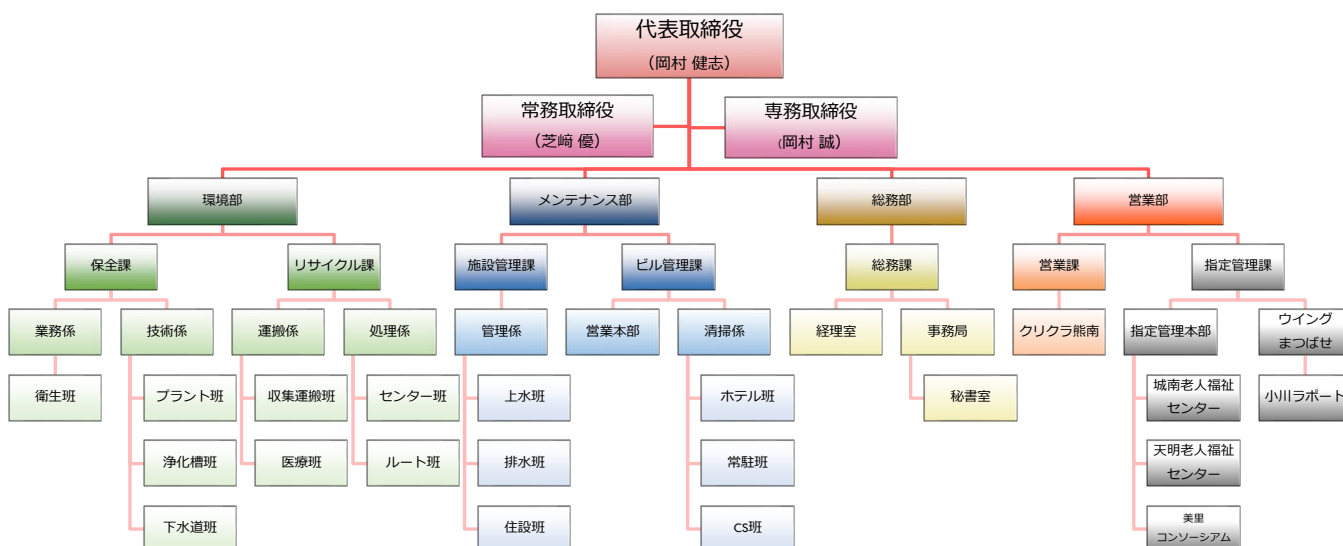 代表取締役
（岡村 健志）
常務取締役
（芝﨑 優）
専務取締役
（岡村 誠）
環境部
メンテナンス部
総務部
営業部
保全課
リサイクル課
施設管理課
ビル管理課
総務課
営業課
指定管理課
業務係
技術係
運搬係
処理係
管理係
営業本部
清掃係
経理室
事務局
クリクラ熊南
指定管理本部
ウイング
まつばせ
衛生班
プラント班
収集運搬班
センター班
上水班
ホテル班
秘書室
城南老人福祉
センター
小川ラポート
浄化槽班
医療班
ルート班
排水班
常駐班
天明老人福祉
センター
下水道班
住設班
CS班
美里
コンソーシアム